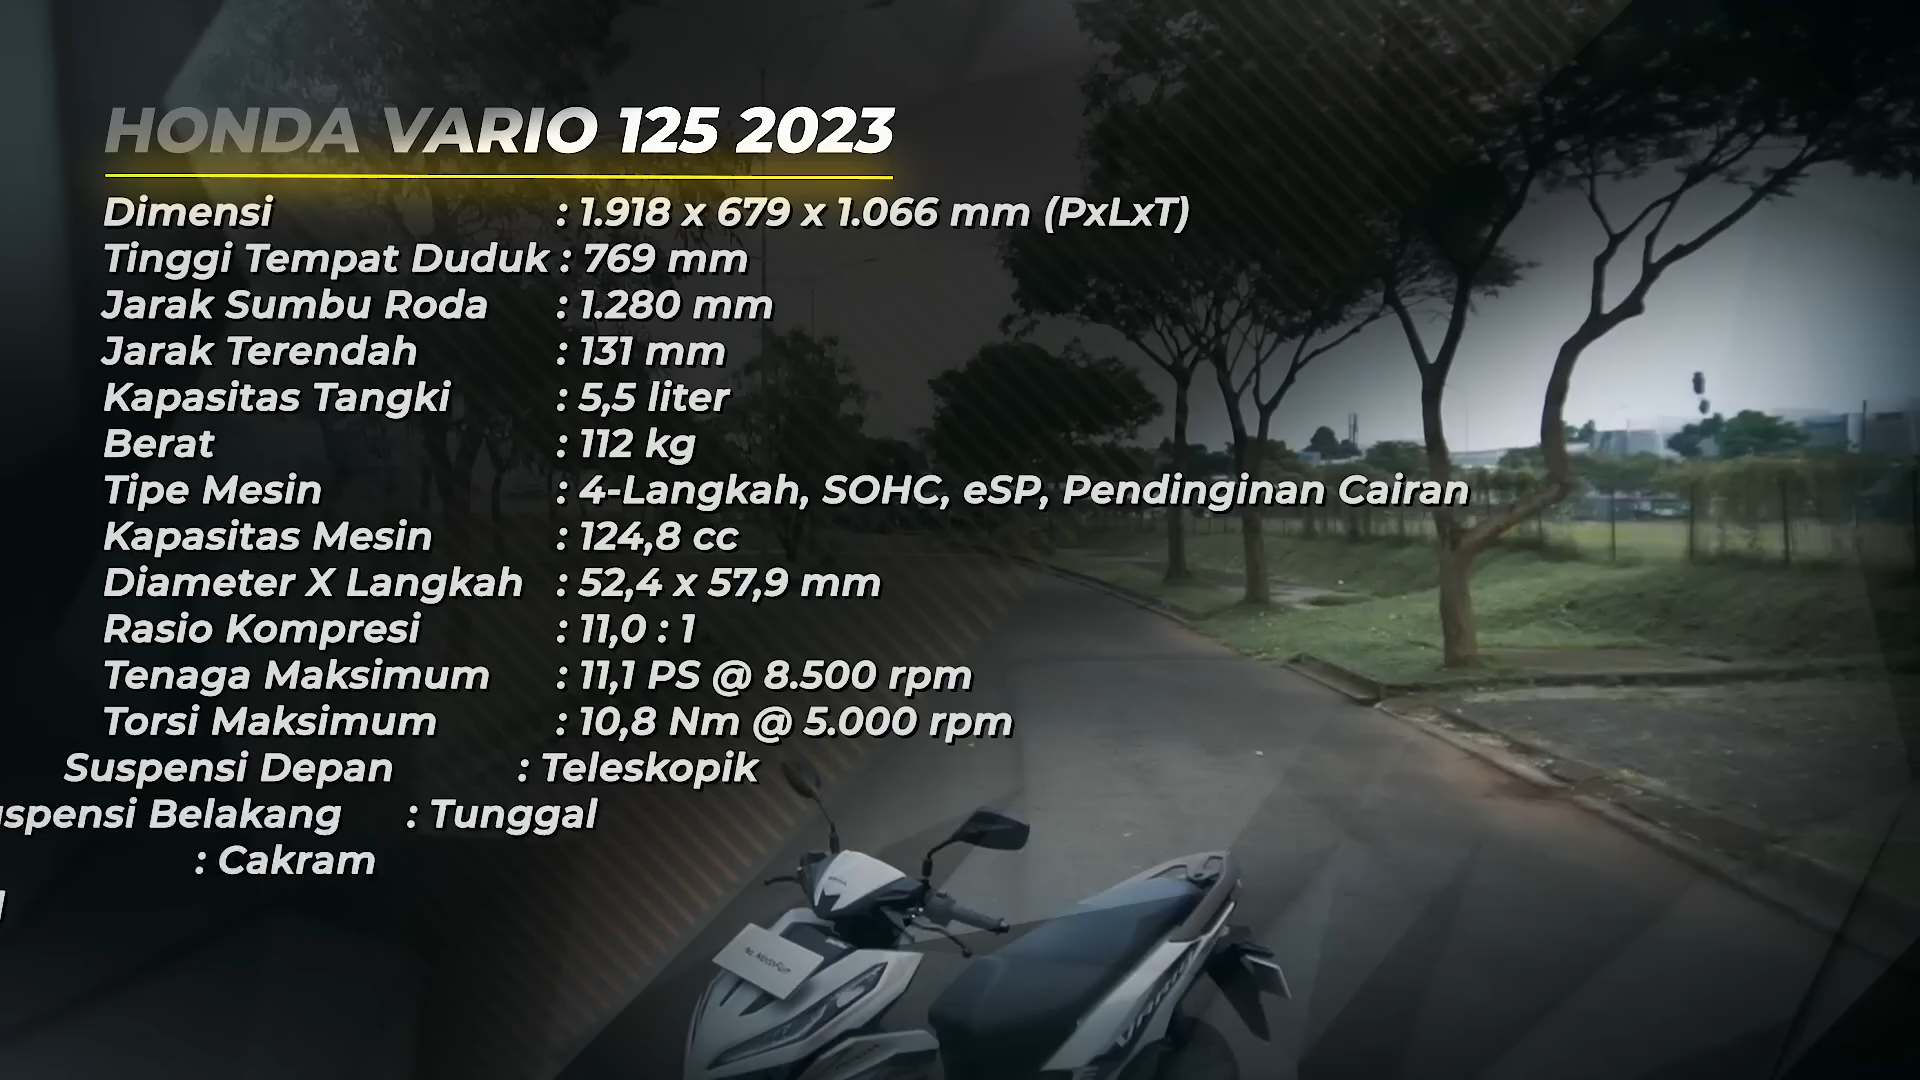 HONDA VARIO 125 2023
Dimensi : 1.918 x 679 x 1.066 mm (PxLxT)
Tinggi Tempat Duduk : 769 mm
Jarak Sumbu Roda : 1.280 mm
Jarak Terendah : 131 mm
Kapasitas Tangki : 5,5 liter
Berat : 112 kg
Tipe Mesin : 4-Langkah, SOHC, eSP, Pendinginan Cairan
Kapasitas Mesin : 124,8 cc
Diameter X Langkah : 52,4 x 57,9 mm
Rasio Kompresi : 11,0 : 1
Tenaga Maksimum : 11,1 PS @ 8.500 rpm
Torsi Maksimum : 10,8 Nm @ 5.000 rpm
Suspensi Depan : Teleskopik
spensi Belakang : Tunggal
: Cakram